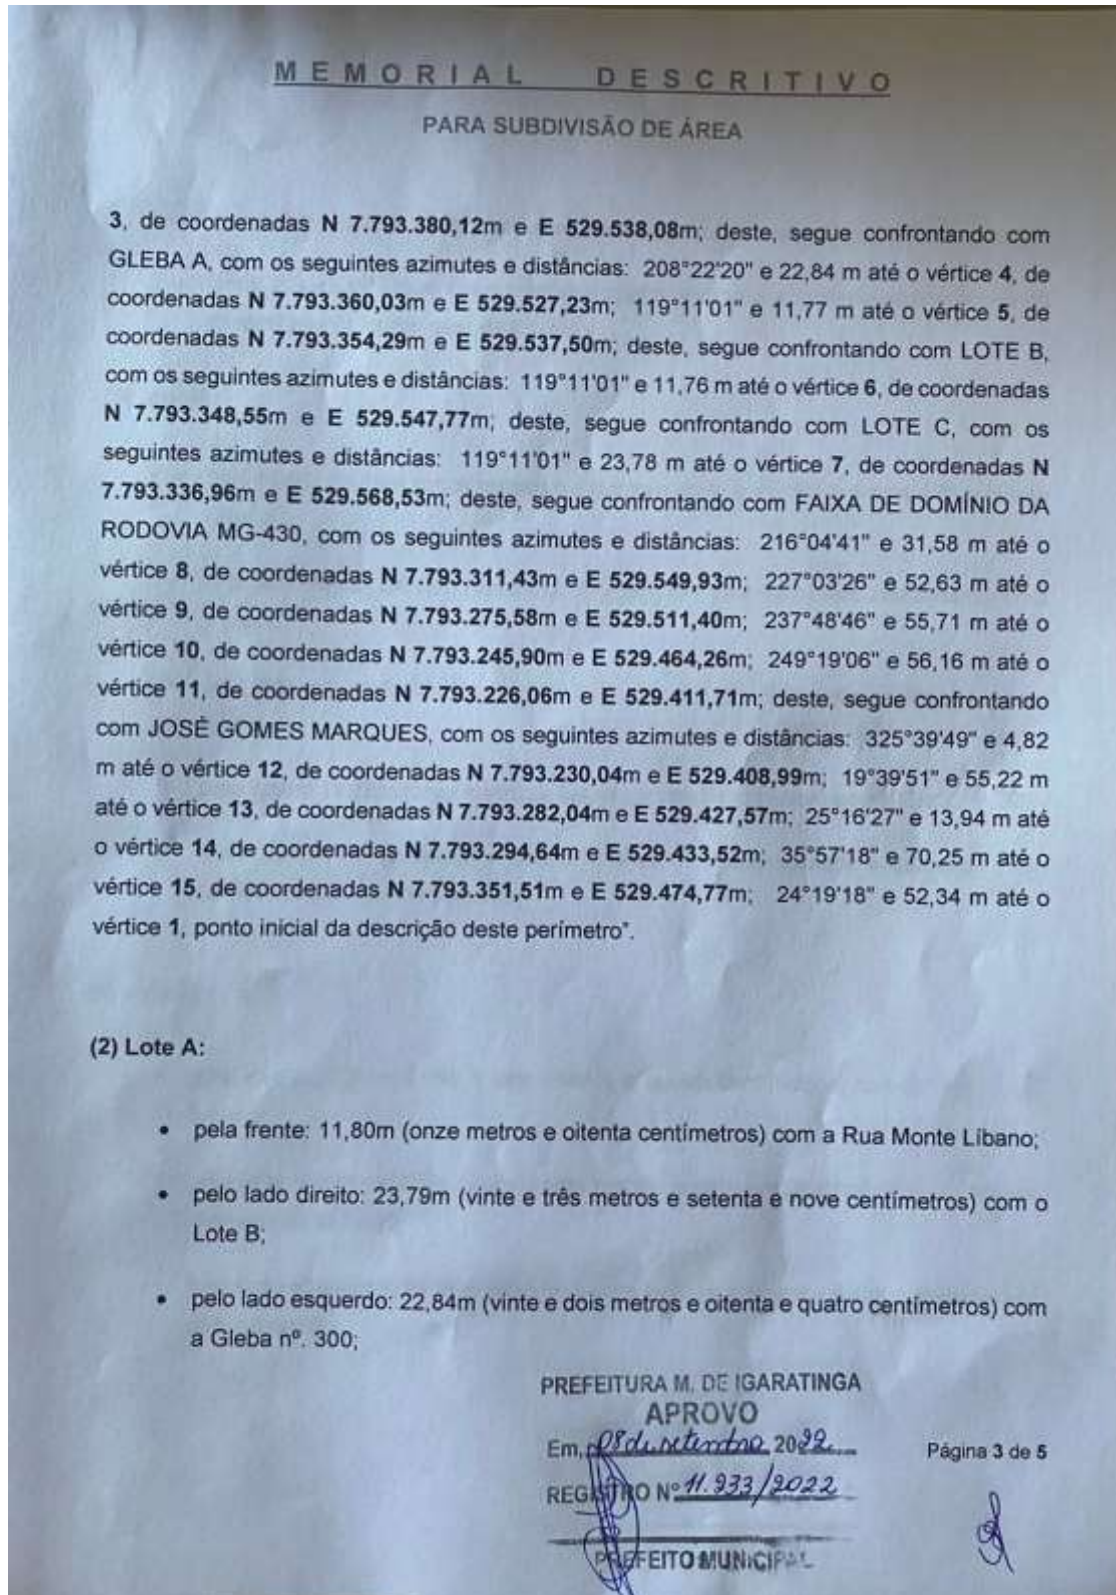 MEMORIAL DESCRITIVO
PARA SUBDIVISÃO DE ÁREA
3, de coordenadas N 7.793.380,12m e E 529.538,08m; deste, segue confrontando com
GLEBA A, com os seguintes azimutes e distâncias: 208°22'20" e 22,84 m até o vértice 4, de
coordenadas N 7.793.360,03m e E 529.527,23m; 119°11'01" e 11,77 m até o vértice 5, de
coordenadas N 7.793.354,29m e E 529.537,50m; deste, segue confrontando com LOTE B,
com os seguintes azimutes e distâncias: 119°11'01" e 11,76 m até o vértice 6, de coordenadas
N 7.793.348,55m e E 529.547,77m; deste, segue confrontando com LOTE C, com os
seguintes azimutes e distâncias: 119°11'01" e 23,78 m até o vértice 7, de coordenadas N
7.793.336,96m e E 529.568,53m; deste, segue confrontando com FAIXA DE DOMÍNIO DA
RODOVIA MG-430, com os seguintes azimutes e distâncias: 216°04'41" e 31,58 m até o
vértice 8, de coordenadas N 7.793.311,43m e E 529.549,93m; 227°03'26" e 52,63 m até o
vértice 9, de coordenadas N 7.793.275,58m e E 529.511,40m; 237°48'46" e 55,71 m até o
vértice 10, de coordenadas N 7.793.245,90m e E 529.464,26m; 249°19'06" e 56,16 m até o
vértice 11, de coordenadas N 7.793.226,06m e E 529.411,71m; deste, segue confrontando
com JOSÉ GOMES MARQUES, com os seguintes azimutes e distâncias: 325°39'49" e 4,82
m até o vértice 12, de coordenadas N 7.793.230,04m e E 529.408,99m; 19°39'51" e 55,22 m
até o vértice 13, de coordenadas N 7.793.282,04m e E 529.427,57m; 25°16'27" e 13,94 m até
o vértice 14, de coordenadas N 7.793.294,64m e E 529.433,52m; 35°57'18" e 70,25 m até o
vértice 15, de coordenadas N 7.793.351,51m e E 529.474,77m; 24°19'18" e 52,34 m até o
vértice 1, ponto inicial da descrição deste perímetro".
(2) Lote A:
• pela frente: 11,80m (onze metros e oitenta centímetros) com a Rua Monte Líbano;
• pelo lado direito: 23,79m (vinte e três metros e setenta e nove centímetros) com o
Lote B;
• pelo lado esquerdo: 22,84m (vinte e dois metros e oitenta e quatro centímetros) com
a Gleba nº. 300;
PREFEITURA M. DE IGARATINGA
APROVO
Em, 08 de setembro 2022
Página 3 de 5
REGISTRO Nº 11.933/2022
PREFEITO MUNICIPAL